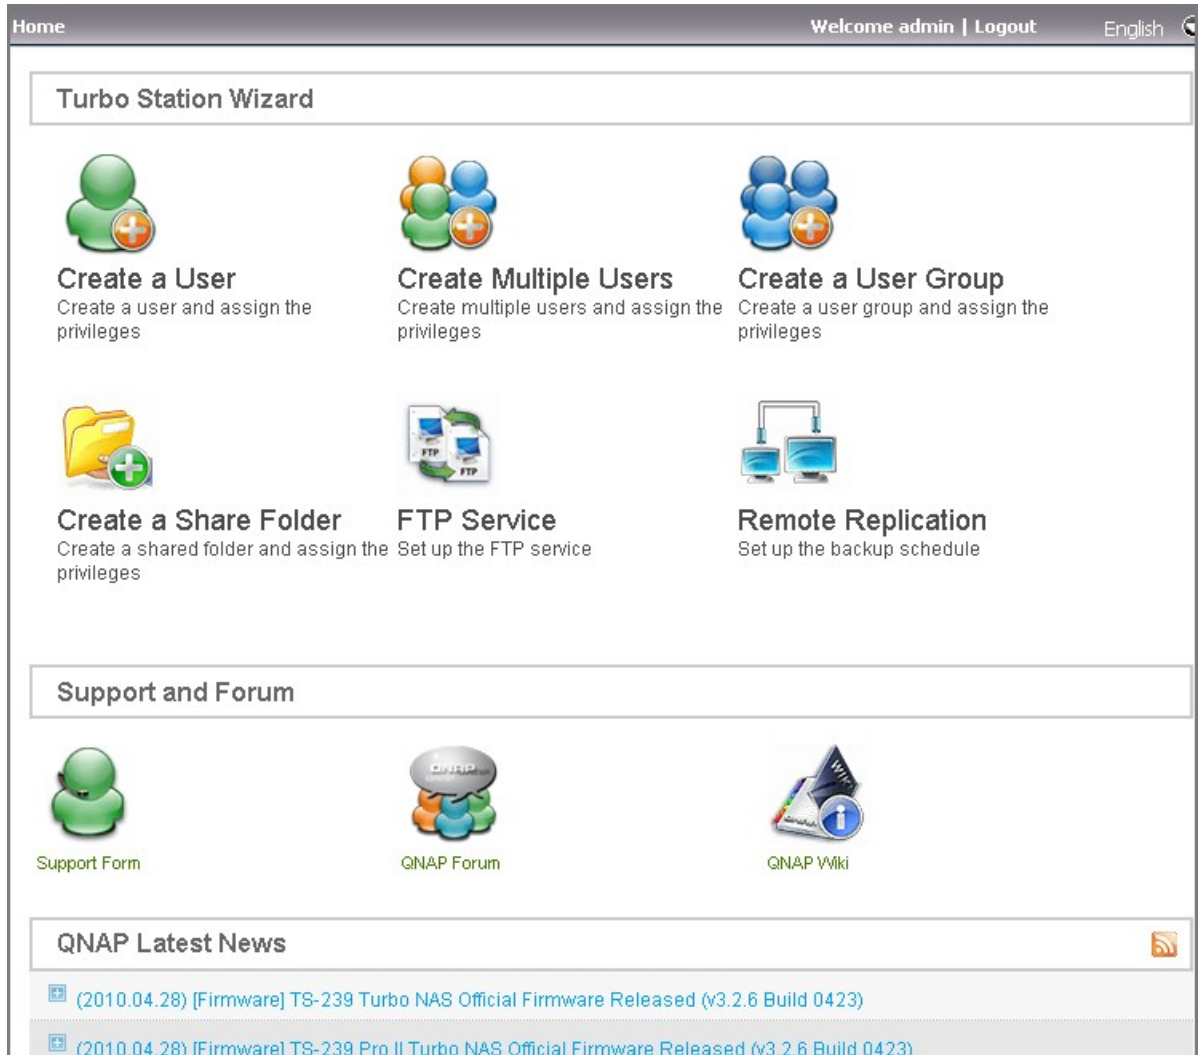 Home Welcome admin | Logout English
Turbo Station Wizard
Create a User
Create a user and assign the
privileges
Create Multiple Users
Create multiple users and assign the
privileges
Create a User Group
Create a user group and assign the
privileges
Create a Share Folder
Create a shared folder and assign the
privileges
FTP
FTP
FTP Service
Set up the FTP service
Remote Replication
Set up the backup schedule
Support and Forum
Support Form
QNAP
QNAP Forum
WIKI
QNAP Wiki
QNAP Latest News
(2010.04.28) [Firmware] TS-239 Turbo NAS Official Firmware Released (v3.2.6 Build 0423)
(2010.04.28) [Firmware] TS-239 Pro II Turbo NAS Official Firmware Released (v3.2.6 Build 0423)